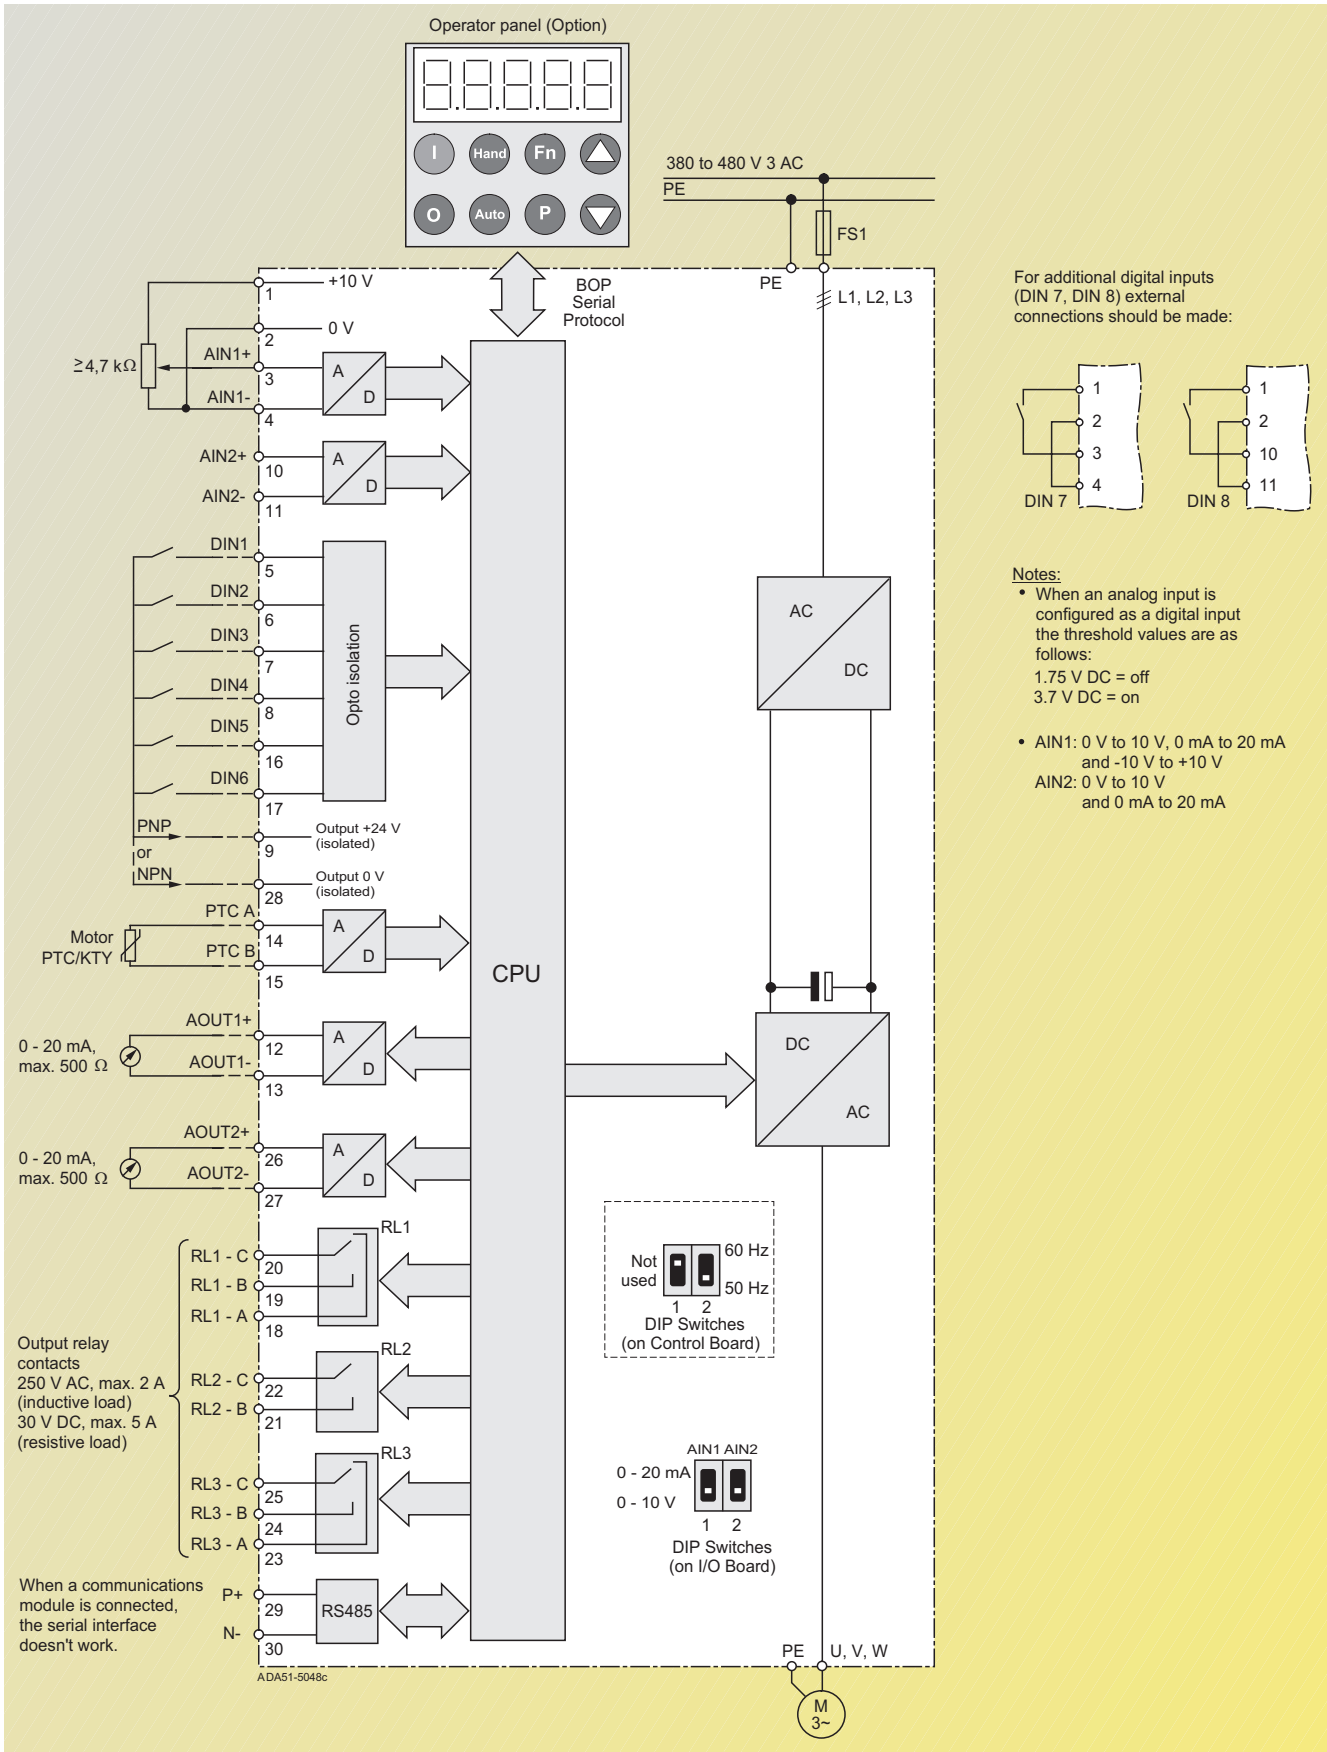 Operator panel (Option)
I
Hand
Fn
O
Auto
P
380 to 480 V 3 AC
PE
FS1
PE
L1, L2, L3
BOP
Serial
Protocol
+10 V
1
0 V
2
≥4,7 kΩ
AIN1+
3
AIN1-
4
A
D
AIN2+
10
AIN2-
11
A
D
DIN1
5
DIN2
6
DIN3
7
DIN4
8
DIN5
16
DIN6
17
Opto isolation
PNP
or
NPN
9
Output +24 V
(isolated)
28
Output 0 V
(isolated)
Motor
PTC/KTY
PTC A
14
PTC B
15
A
D
CPU
0 - 20 mA,
max. 500 Ω
AOUT1+
12
AOUT1-
13
A
D
0 - 20 mA,
max. 500 Ω
AOUT2+
26
AOUT2-
27
A
D
Output relay
contacts
250 V AC, max. 2 A
(inductive load)
30 V DC, max. 5 A
(resistive load)
RL1
RL1 - C
20
RL1 - B
19
RL1 - A
18
RL2
RL2 - C
22
RL2 - B
21
RL3
RL3 - C
25
RL3 - B
24
RL3 - A
23
When a communications
module is connected,
the serial interface
doesn't work.
P+
29
N-
30
RS485
ADA51-5048c
AC
DC
DC
AC
Not
used
60 Hz
50 Hz
1 2
DIP Switches
(on Control Board)
AIN1 AIN2
0 - 20 mA
0 - 10 V
1 2
DIP Switches
(on I/O Board)
PE
U, V, W
M
3~
For additional digital inputs
(DIN 7, DIN 8) external
connections should be made:
1
2
3
4
DIN 7
1
2
10
11
DIN 8
Notes:
• When an analog input is
configured as a digital input
the threshold values are as
follows:
1.75 V DC = off
3.7 V DC = on
• AIN1: 0 V to 10 V, 0 mA to 20 mA
and -10 V to +10 V
AIN2: 0 V to 10 V
and 0 mA to 20 mA